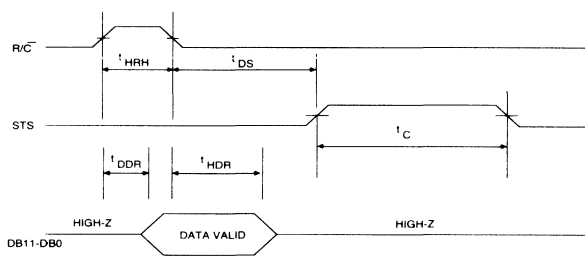 R/C̅
t HRH
t DS
STS
t C
t DDR
t HDR
HIGH-Z
DATA VALID
HIGH-Z
DB11-DB0